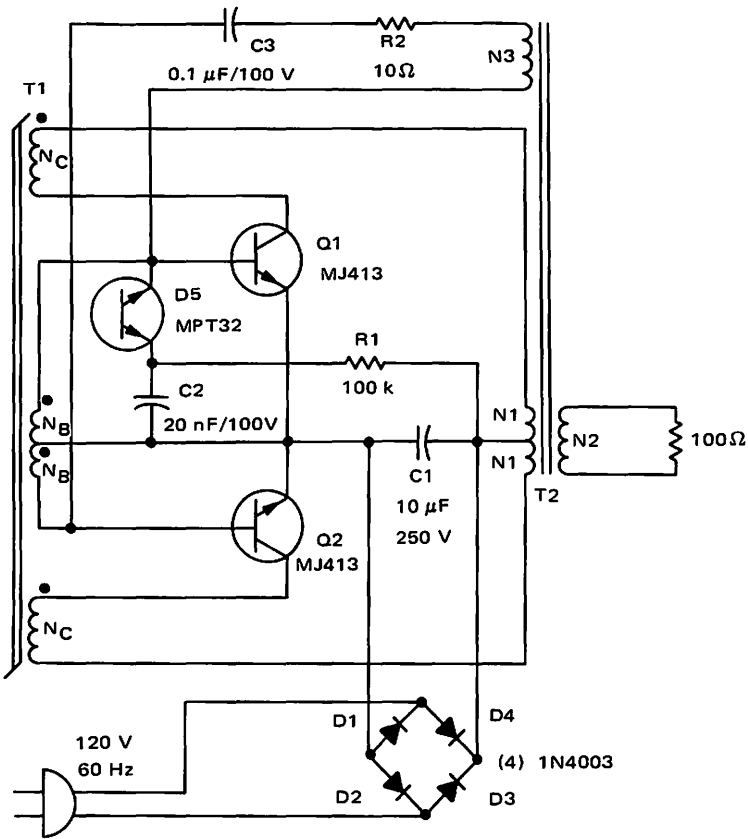 C3
0.1 μF/100 V
R2
10Ω
N3
T1
NC
Q1
MJ413
D5
MPT32
R1
100 k
C2
20 nF/100V
NB
NB
N1
N1
N2
100Ω
T2
C1
10 μF
250 V
Q2
MJ413
NC
D1
D4
120 V
60 Hz
(4) 1N4003
D2
D3